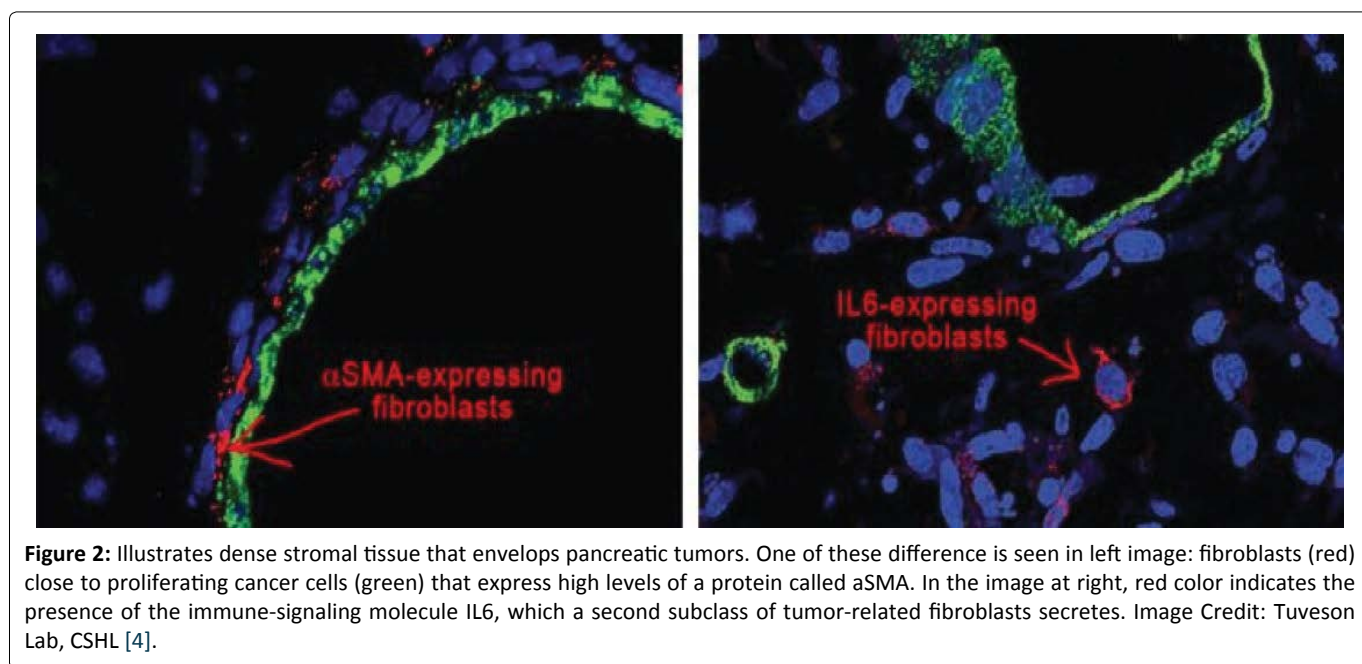 αSMA-expressing
fibroblasts
IL6-expressing
fibroblasts
Figure 2: Illustrates dense stromal tissue that envelops pancreatic tumors. One of these difference is seen in left image: fibroblasts (red)
close to proliferating cancer cells (green) that express high levels of a protein called aSMA. In the image at right, red color indicates the
presence of the immune-signaling molecule IL6, which a second subclass of tumor-related fibroblasts secretes. Image Credit: Tuveson
Lab, CSHL [4].